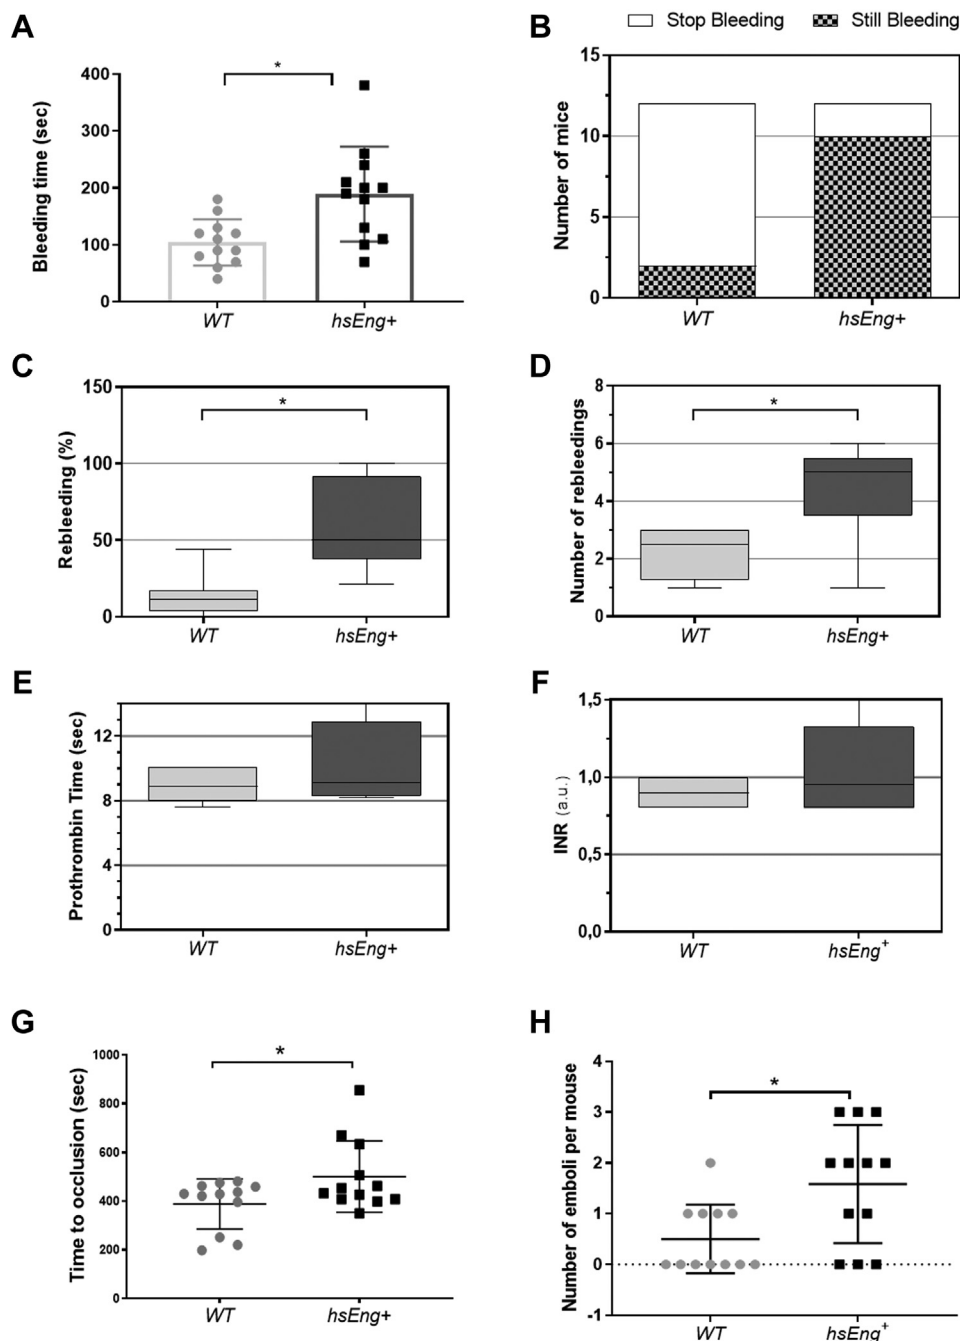 A
Bleeding time (sec)
400
300
200
100
0
*
WT
hsEng+
B
Stop Bleeding
Still Bleeding
Number of mice
15
10
5
0
WT
hsEng+
C
Rebleeding (%)
150
100
50
0
*
WT
hsEng+
D
Number of rebleedings
8
6
4
2
0
*
WT
hsEng+
E
Prothrombin Time (sec)
12
8
4
0
WT
hsEng+
F
INR (a.u.)
1,5
1,0
0,5
0,0
WT
hsEng+
G
Time to occlusion (sec)
1000
800
600
400
200
0
*
WT
hsEng+
H
Number of emboli per mouse
4
3
2
1
0
-1
*
WT
hsEng+